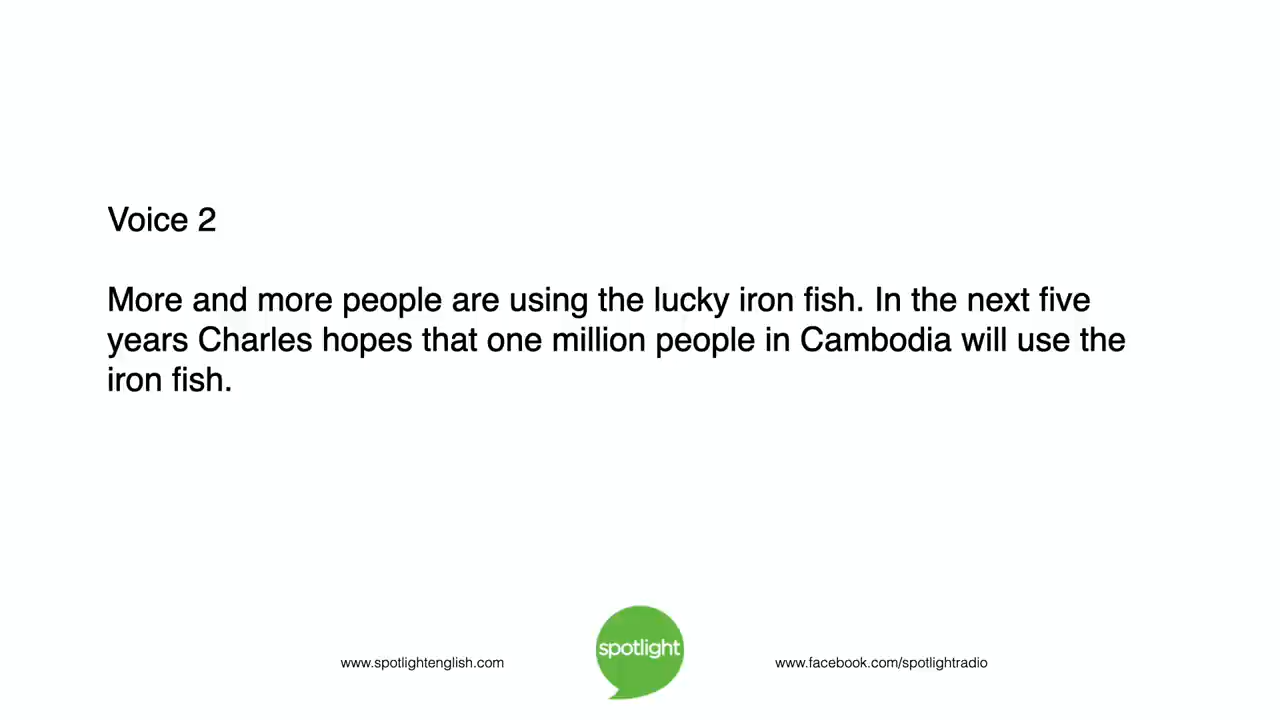 Voice 2
More and more people are using the lucky iron fish. In the next five
years Charles hopes that one million people in Cambodia will use the
iron fish.
spotlight
www.spotlightenglish.com
www.facebook.com/spotlightradio